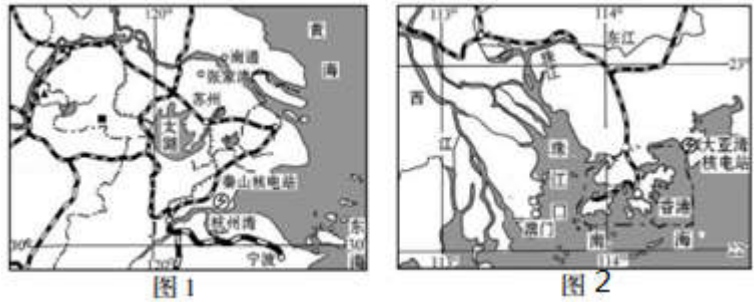 120°
黄海
南通
张家港
苏州
太湖
秦山核电站
杭州湾
宁波
东海
30°
30
120°
图 1
113°
114°
东江
珠江
23°
西江
大亚湾
核电站
珠江口
香港
澳门
南海
22°
113°
114°
图 2